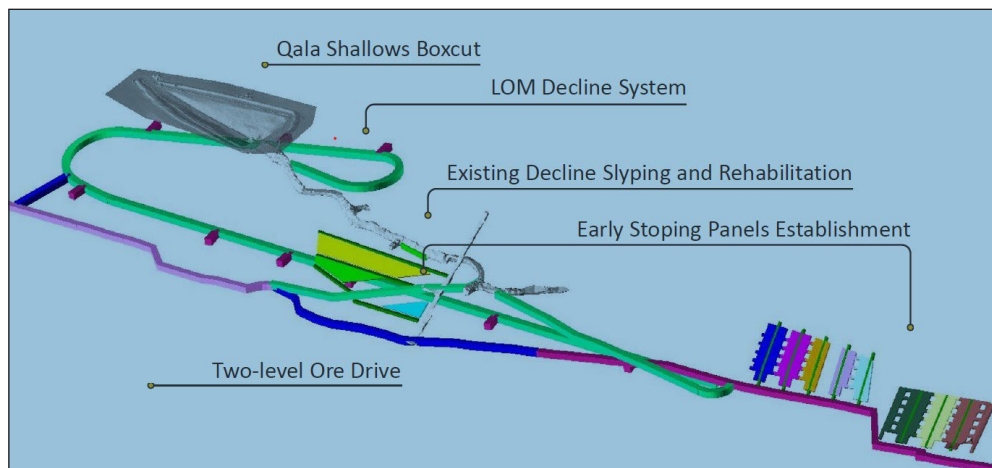 Qala Shallows Boxcut
LOM Decline System
Existing Decline Slyping and Rehabilitation
Early Stoping Panels Establishment
Two-level Ore Drive